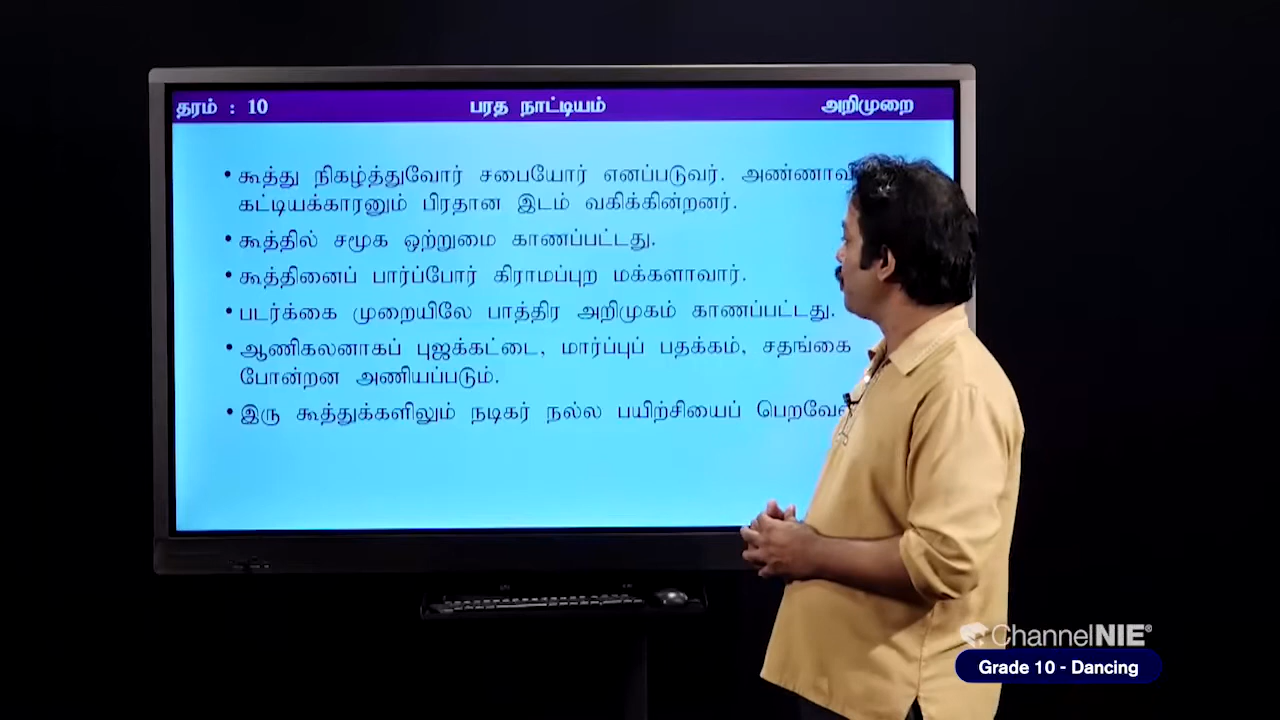 தரம் : 10 பரத நாட்டியம் அறிமுறை
• கூத்து நிகழ்த்துவோர் சபையோர் எனப்படுவர்.
கட்டியக்காரனும் பிரதான இடம் வகிக்கின்றனர்.
• கூத்தில் சமூக ஒற்றுமை காணப்பட்டது.
• கூத்தினைப் பார்ப்போர் கிராமப்புற மக்களாவார்.
• படர்க்கை முறையிலே பாத்திர அறிமுகம் காணப்பட்டது.
• ஆணிகலனாகப் புஜக்கட்டை, மார்ப்புப் பதக்கம், சதங்கை
போன்றன அணியப்படும்.
• இரு கூத்துக்களிலும் நடிகர் நல்ல பயிற்சியைப்
ChannelNIE®
Grade 10 - Dancing